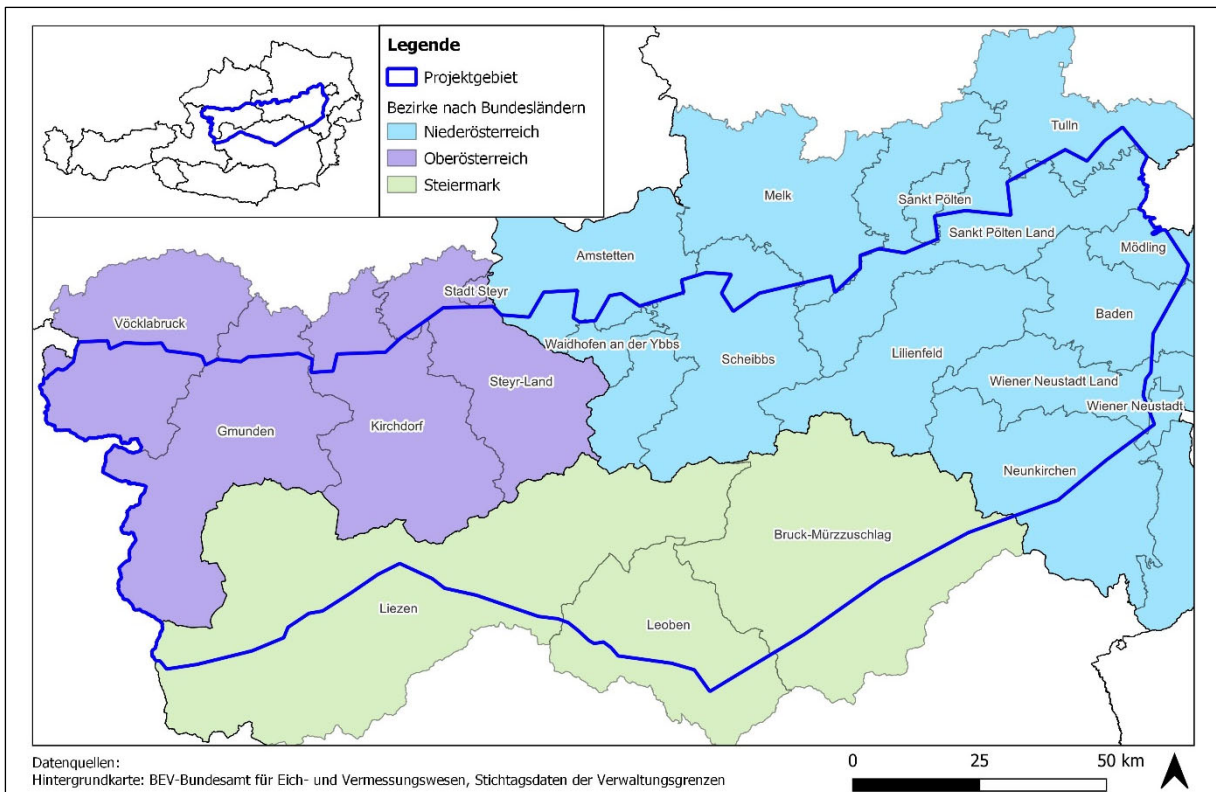 Legende
Projektgebiet
Bezirke nach Bundesländern
Niederösterreich
Oberösterreich
Steiermark
Tulln
Melk
Sankt Pölten
Sankt Pölten Land
Mödling
Amstetten
Stadt Steyr
Baden
Vöcklabruck
Waidhofen an der Ybbs
Scheibbs
Lilienfeld
Steyr-Land
Wiener Neustadt Land
Wiener Neustadt
Gmunden
Kirchdorf
Neunkirchen
Bruck-Mürzzuschlag
Liezen
Leoben
Datenquellen:
Hintergrundkarte: BEV-Bundesamt für Eich- und Vermessungswesen, Stichtagsdaten der Verwaltungsgrenzen
0 25 50 km